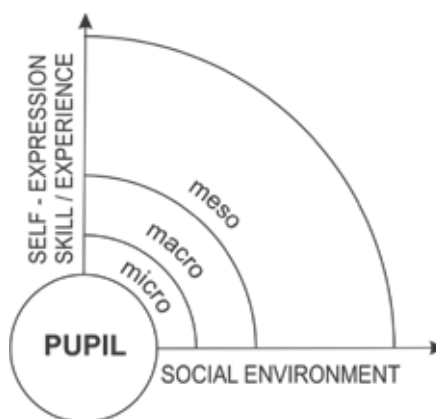 SELF - EXPRESSION
SKILL / EXPERIENCE
meso
macro
micro
PUPIL
SOCIAL ENVIRONMENT